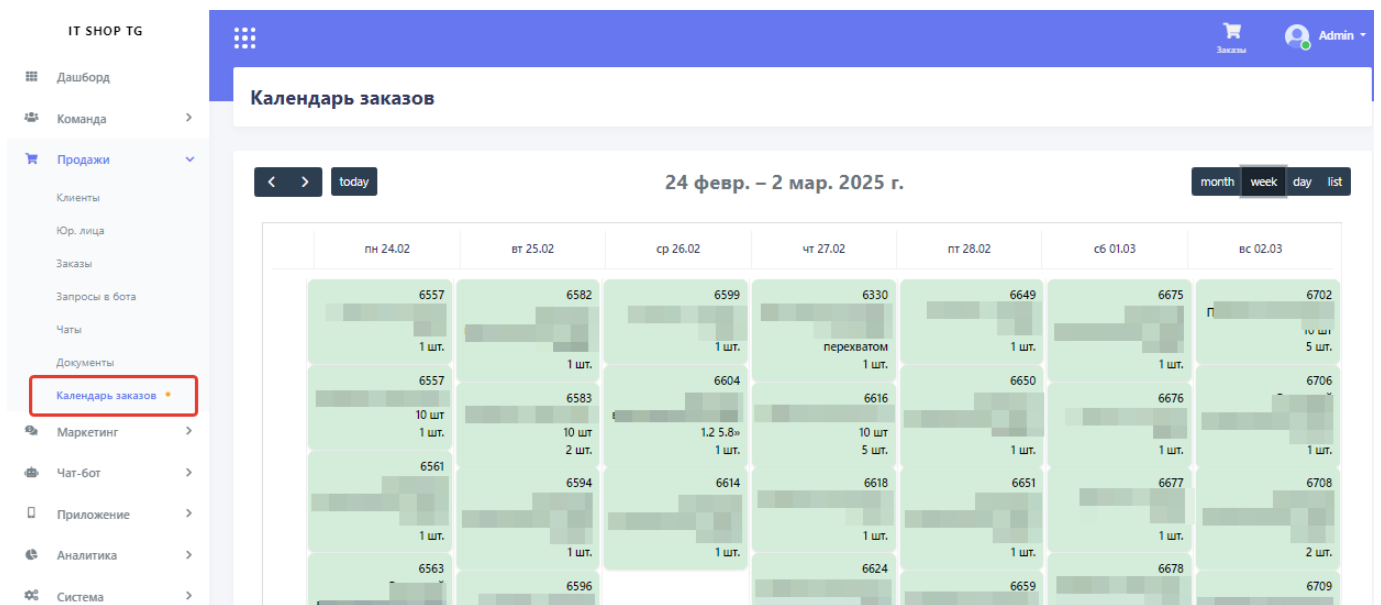 IT SHOP TG
Заказы
Admin
Дашборд
Команда
Продажи
Клиенты
Юр. лица
Заказы
Запросы в бота
Чаты
Документы
Календарь заказов
Маркетинг
Чат-бот
Приложение
Аналитика
Система
Календарь заказов
today
24 февр. – 2 мар. 2025 г.
month week day list
пн 24.02 вт 25.02 ср 26.02 чт 27.02 пт 28.02 сб 01.03 вс 02.03
6557
1 шт.
6557
10 шт
1 шт.
6561
1 шт.
6563
6582
1 шт.
6583
10 шт
2 шт.
6594
1 шт.
6596
6599
1 шт.
6604
1.2 5.8»
1 шт.
6614
1 шт.
6330
перехватом
1 шт.
6616
10 шт
5 шт.
6618
1 шт.
6624
6649
1 шт.
6650
1 шт.
6651
1 шт.
6659
6675
1 шт.
6676
1 шт.
6677
1 шт.
6678
6702
10 шт
5 шт.
6706
1 шт.
6708
2 шт.
6709